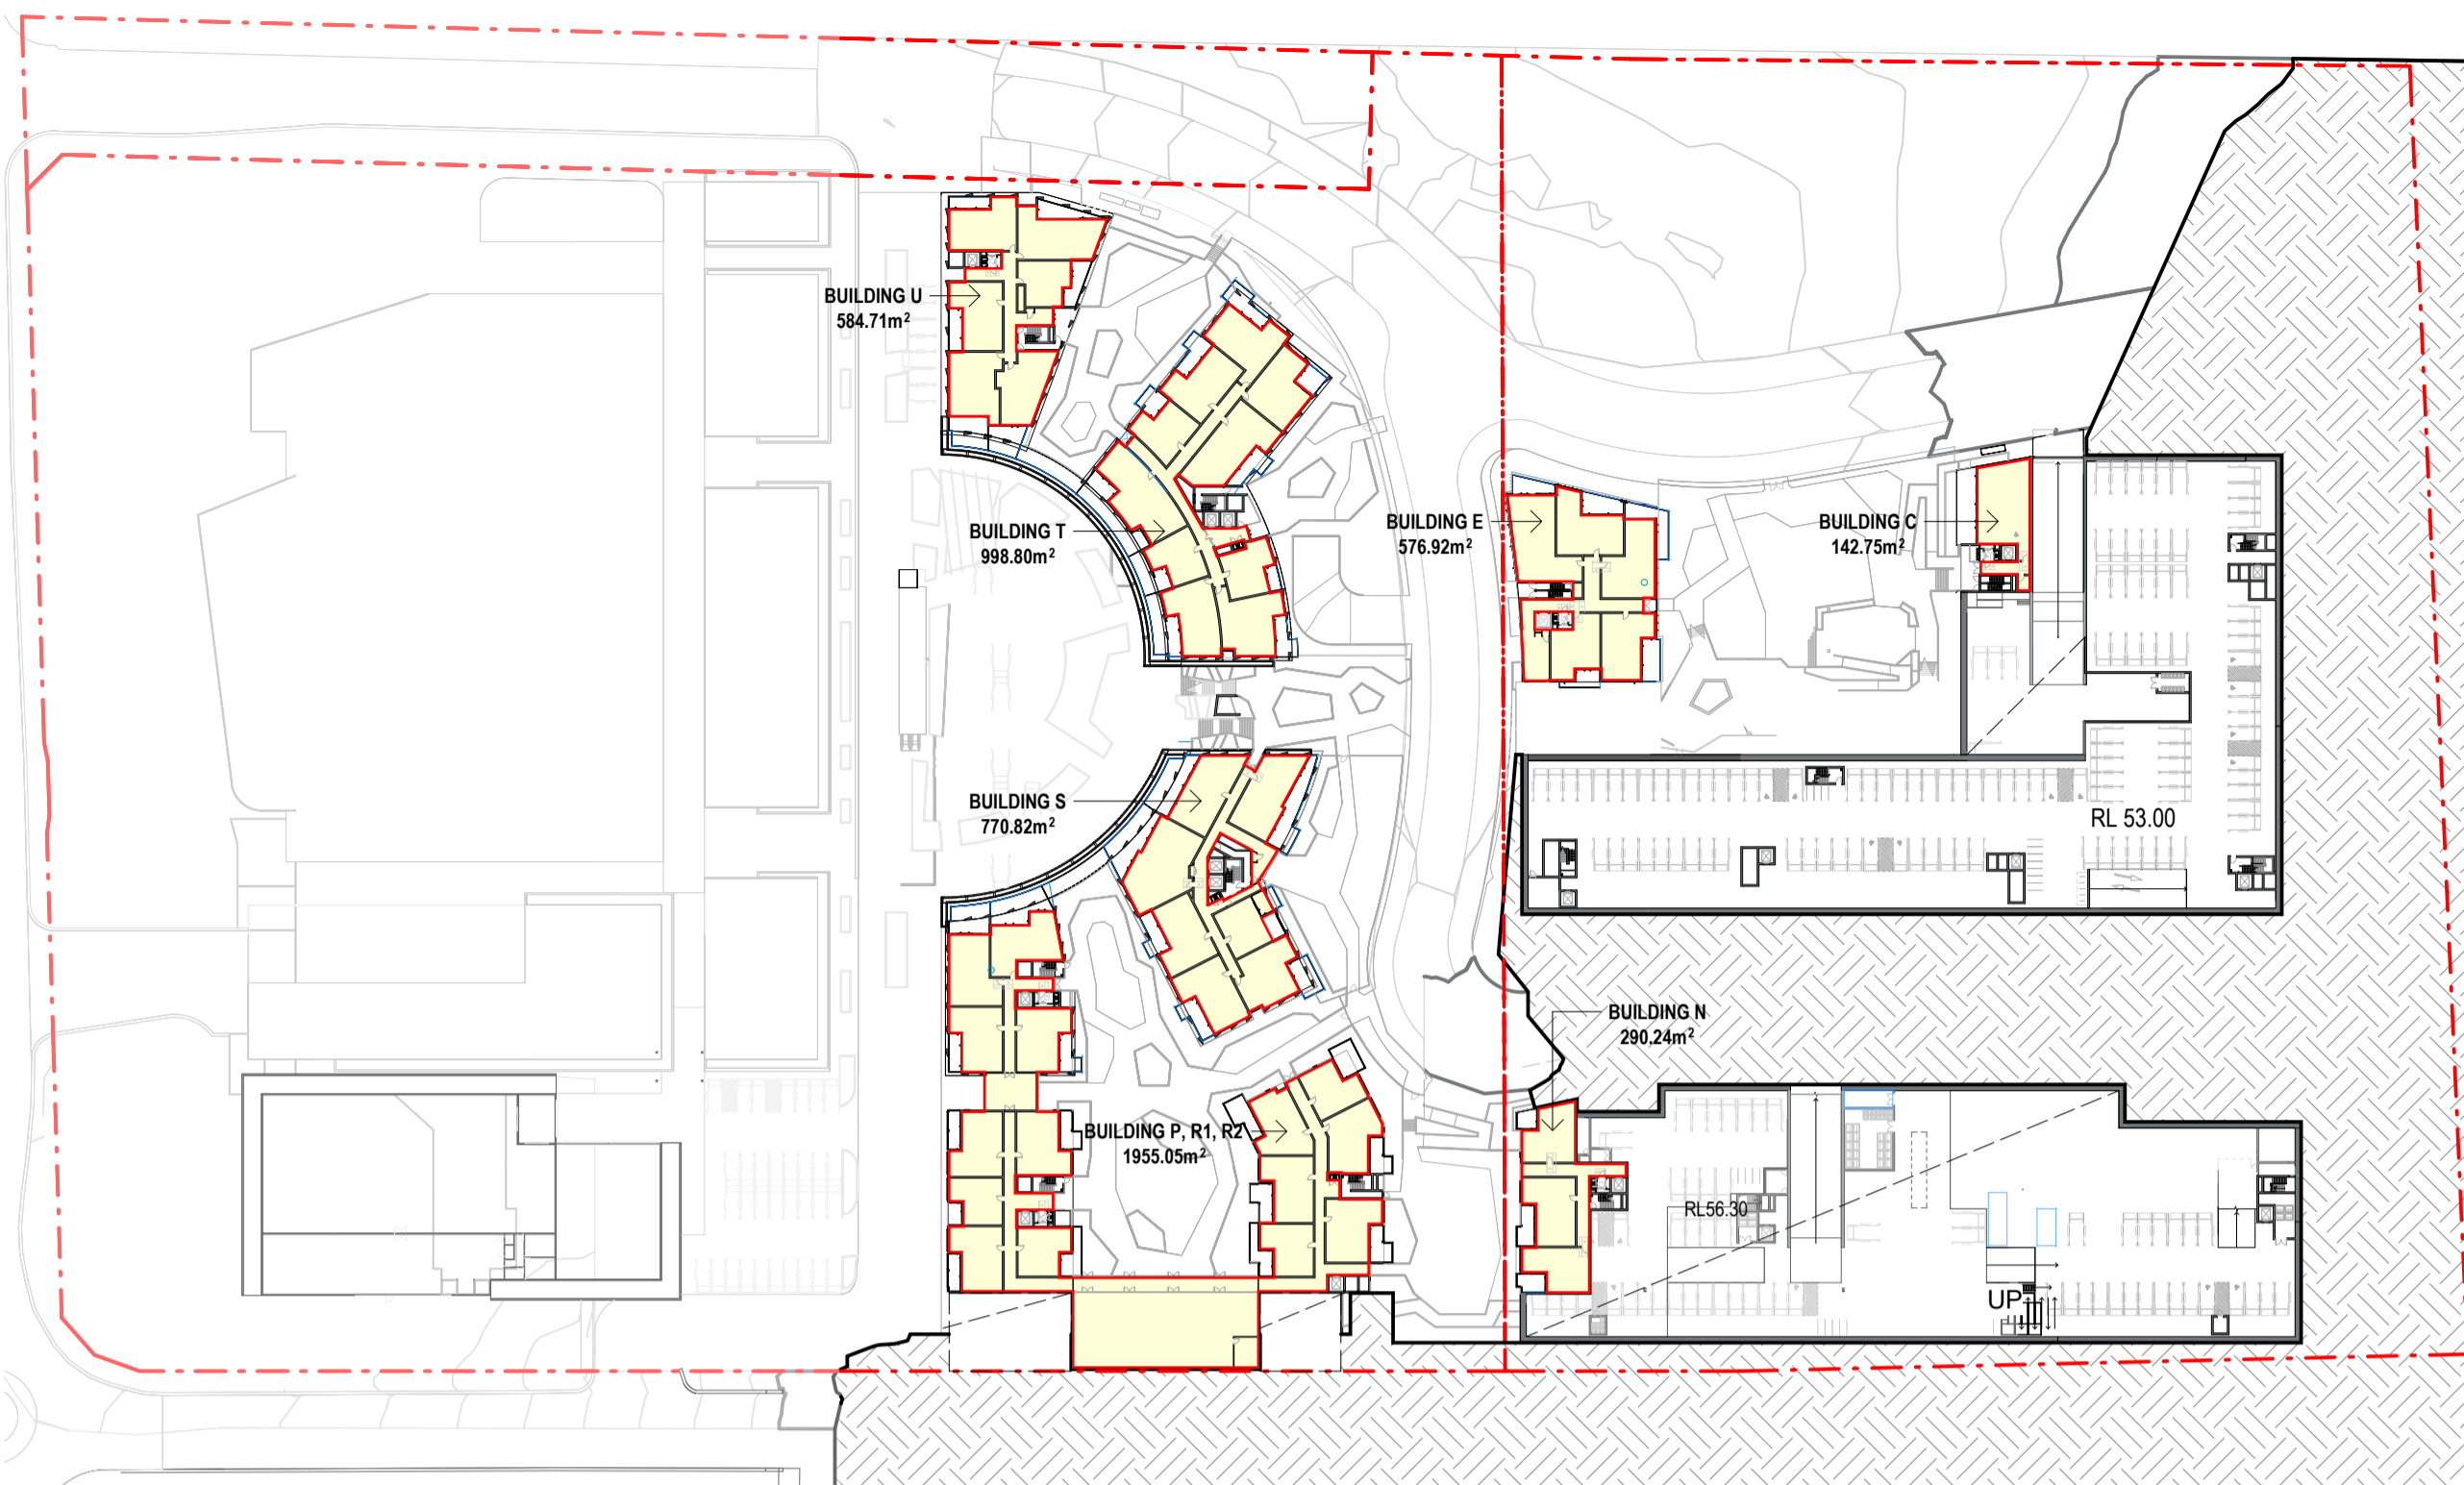 BUILDING U
584.71m²
BUILDING T
998.80m²
BUILDING E
576.92m²
BUILDING C
142.75m²
BUILDING S
770.82m²
RL 53.00
BUILDING N
290.24m²
BUILDING P, R1, R2
1955.05m²
RL56.30
UP